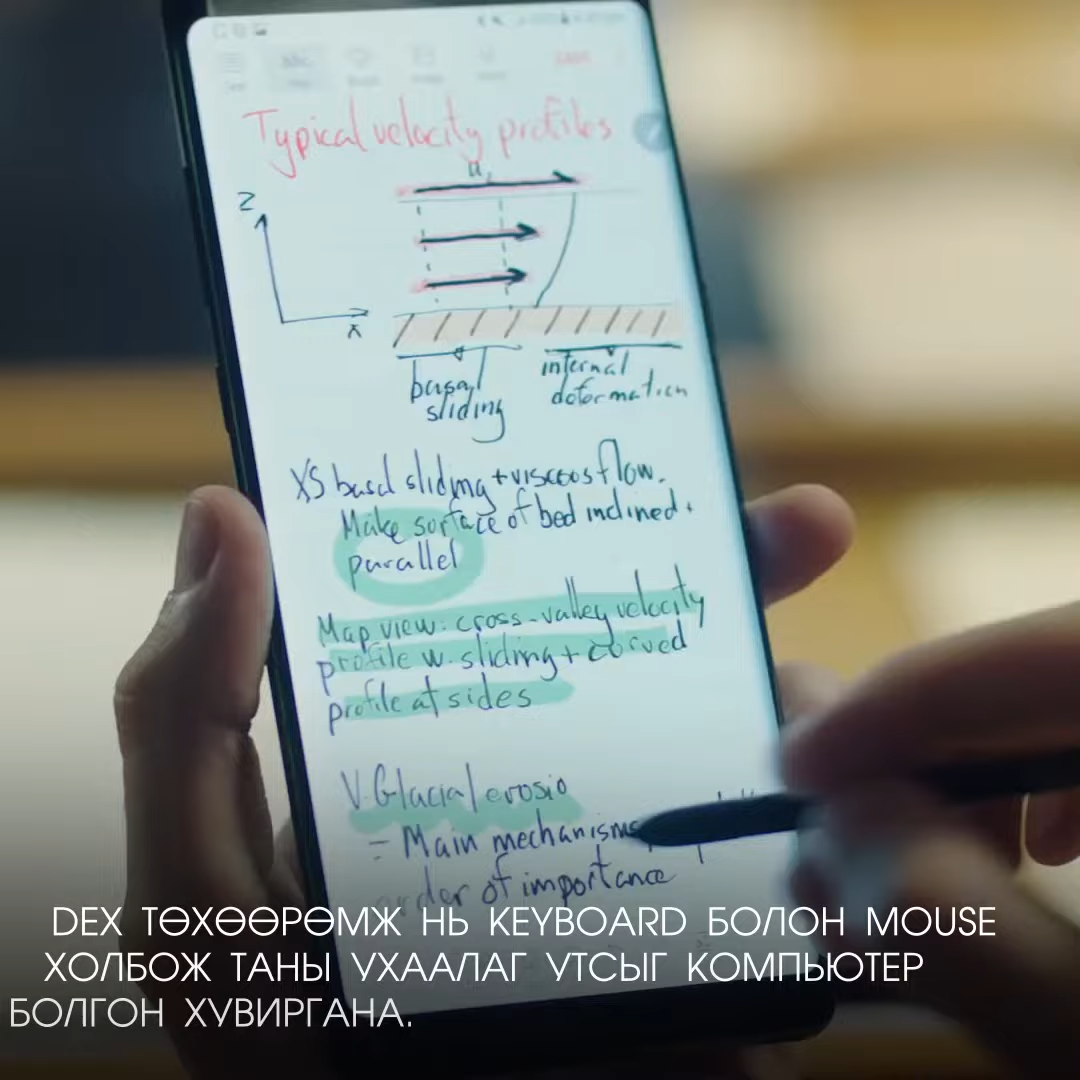 Typical velocity profiles
u
Z
x
basal
sliding
internal
deformation
XS basal sliding + viscous flow.
Make surface of bed inclined +
parallel
Map view: cross-valley velocity
profile w. sliding + curved
profile at sides
V. Glacial erosio
= Main mechanisms
order of importance
DEX ТӨХӨӨРӨМЖ НЬ KEYBOARD БОЛОН MOUSE
ХОЛБОЖ ТАНЫ УХААЛАГ УТСЫГ КОМПЬЮТЕР
БОЛГОН ХУВИРГАНА.